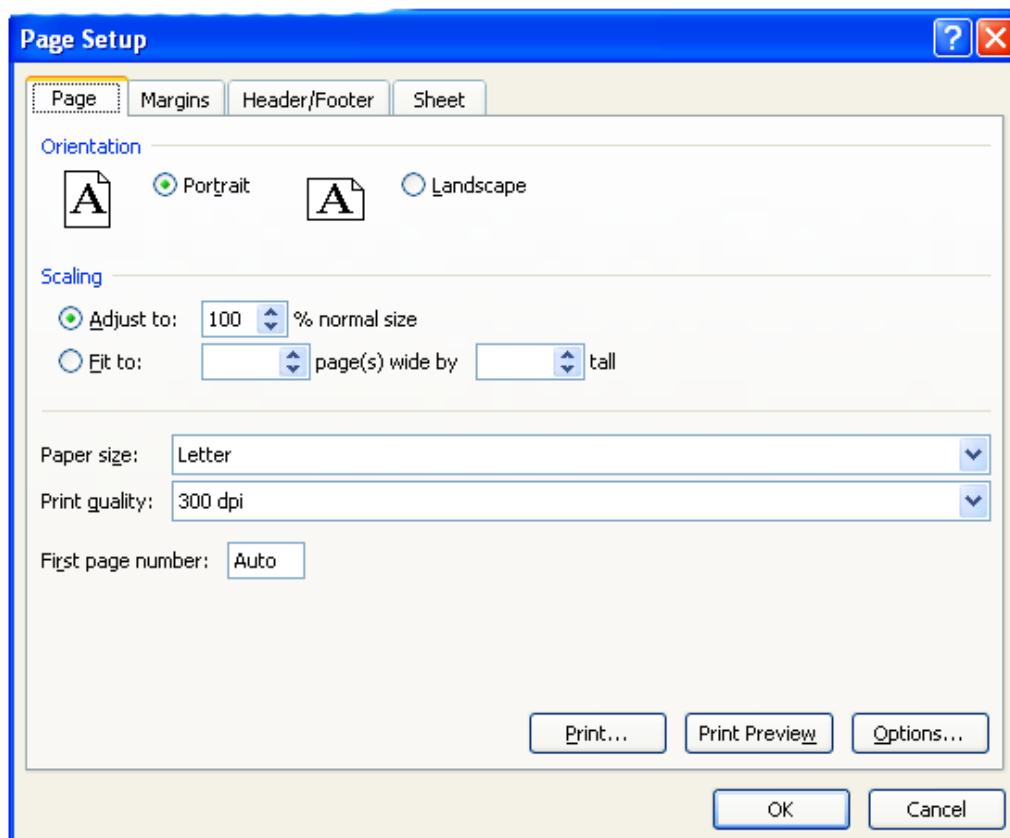 Page Setup
Page Margins Header/Footer Sheet
Orientation
A Portrait A Landscape
Scaling
Adjust to: 100 % normal size
Fit to: page(s) wide by tall
Paper size: Letter
Print quality: 300 dpi
First page number: Auto
Print... Print Preview Options...
OK Cancel